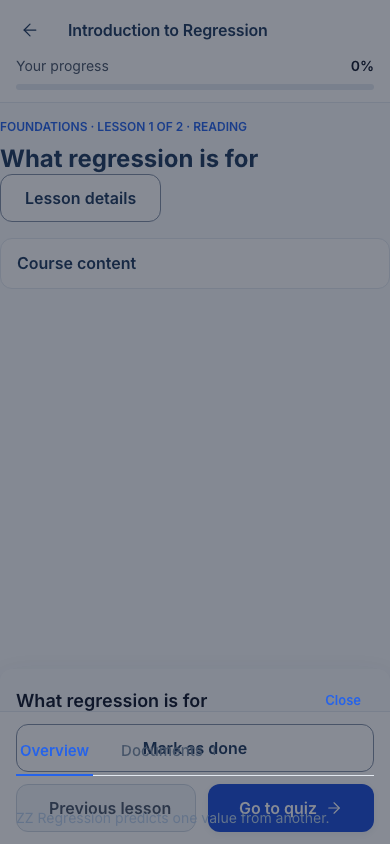 Introduction to Regression
Your progress 0%
FOUNDATIONS · LESSON 1 OF 2 · READING
What regression is for
Lesson details
Course content
What regression is for Close
Mark as done
Overview Documents
Previous lesson Go to quiz
ZZ Regression predicts one value from another.